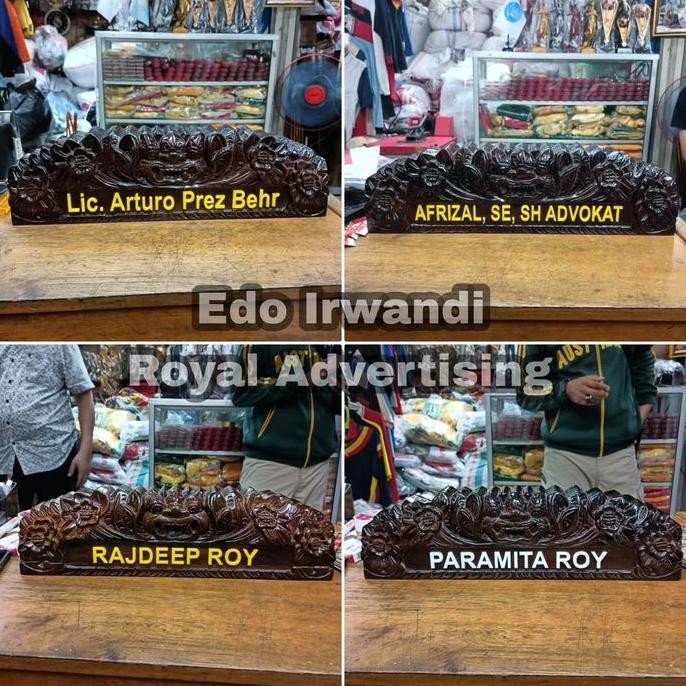 Lic. Arturo Prez Behr
AFRIZAL, SE, SH ADVOKAT
Edo Irwandi
Royal Advertising
RAJDEEP ROY
PARAMITA ROY